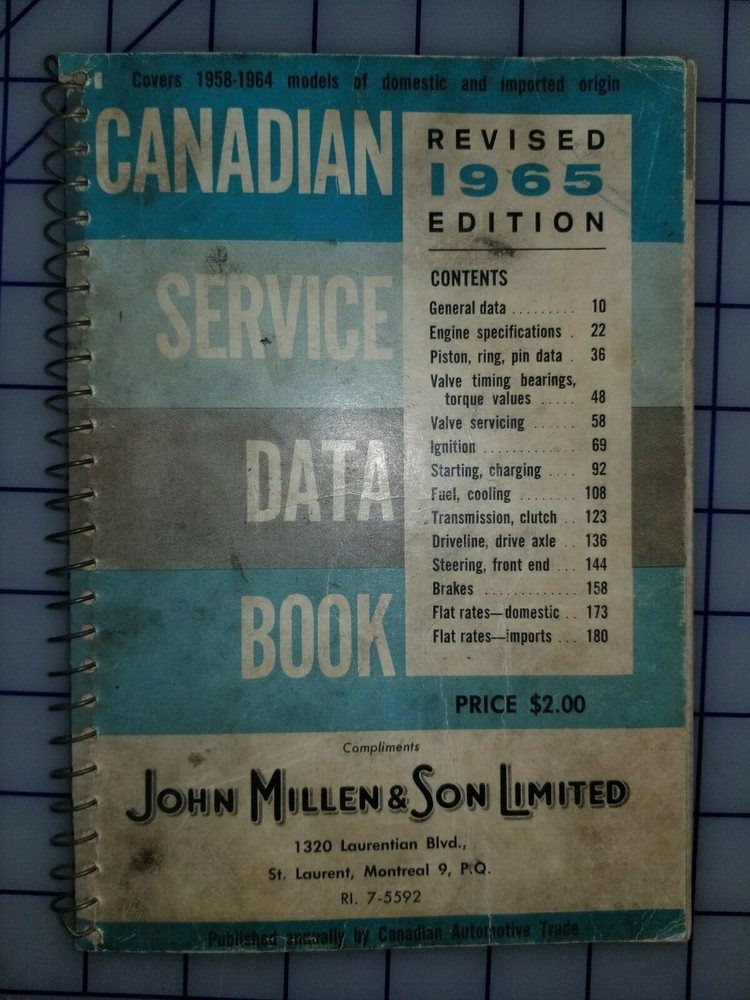 Covers 1958-1964 models of domestic and imported origin
CANADIAN
SERVICE
DATA
BOOK
REVISED
1965
EDITION
CONTENTS
General data ......... 10
Engine specifications . 22
Piston, ring, pin data . 36
Valve timing bearings,
torque values ..... 48
Valve servicing ...... 58
Ignition ............ 69
Starting, charging .... 92
Fuel, cooling ........ 108
Transmission, clutch .. 123
Driveline, drive axle .. 136
Steering, front end ... 144
Brakes ............. 158
Flat rates—domestic .. 173
Flat rates—imports ... 180
PRICE $2.00
Compliments
JOHN MILLEN & SON LIMITED
1320 Laurentian Blvd.,
St. Laurent, Montreal 9, P.Q.
RI. 7-5592
Published annually by Canadian Automotive Trade